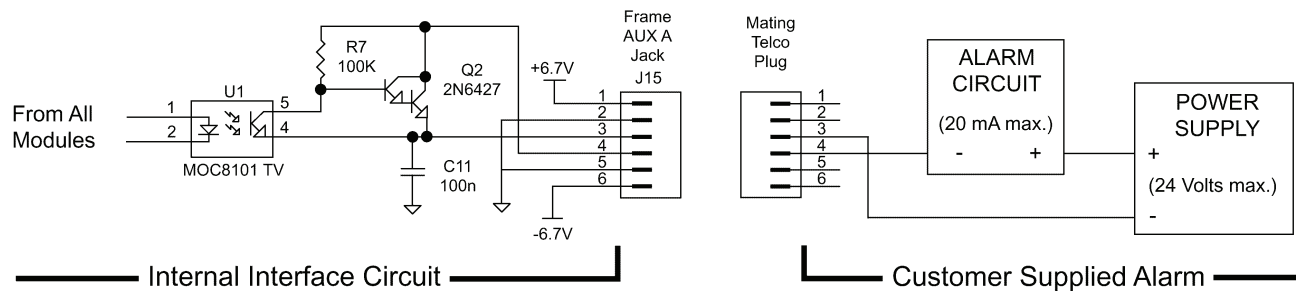 Frame
AUX A
Jack
J15
Mating
Telco
Plug
R7
100K
Q2
2N6427
+6.7V
U1
From All
Modules
1
2
5
4
MOC8101 TV
C11
100n
1
2
3
4
5
6
-6.7V
1
2
3
4
5
6
ALARM
CIRCUIT
(20 mA max.)
- +
POWER
SUPPLY
+
(24 Volts max.)
-
Internal Interface Circuit
Customer Supplied Alarm